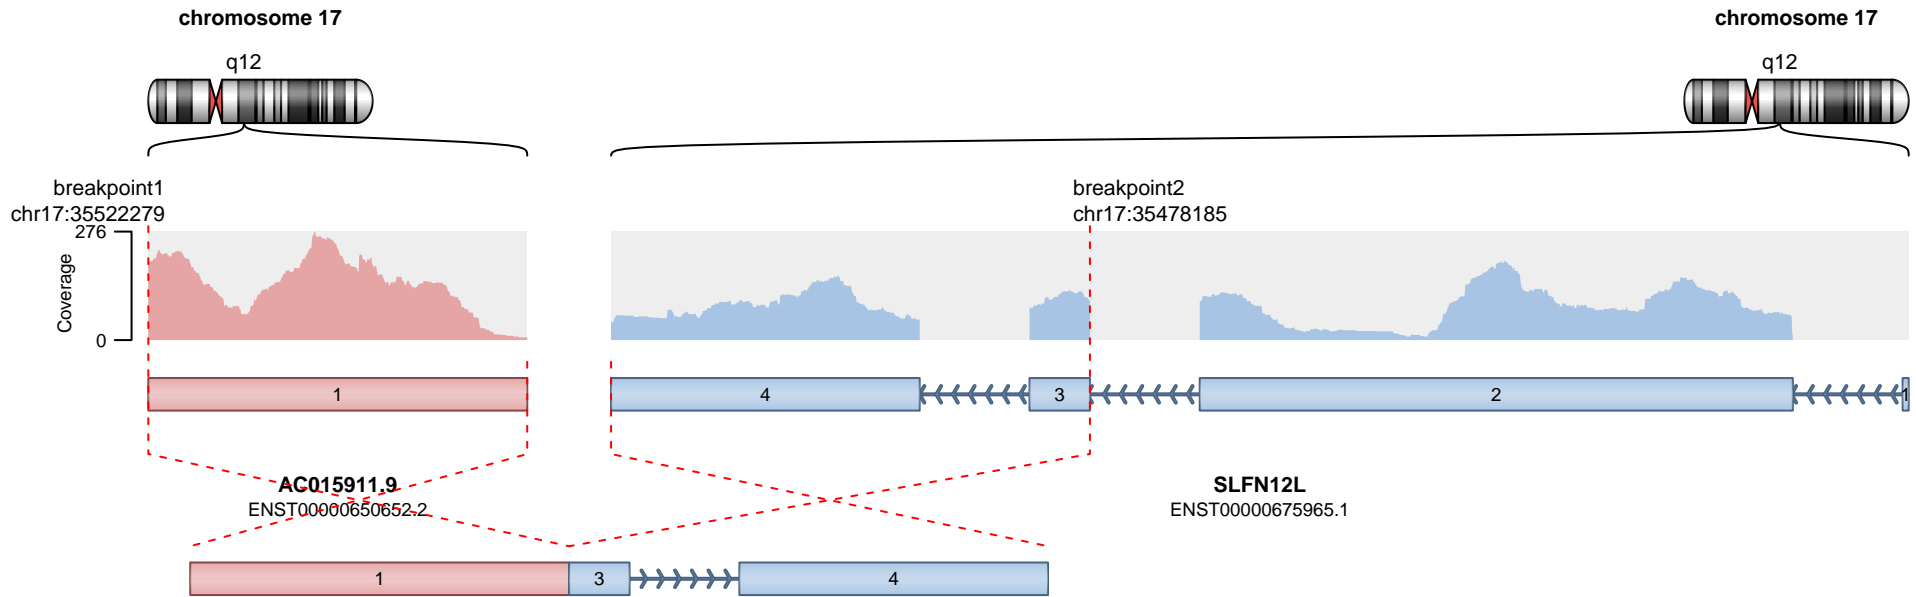 chromosome 17
chromosome 17
q12
q12
breakpoint1
chr17:35522279
breakpoint2
chr17:35478185
276
Coverage
0
1
4
3
2
1
AC015911.9
ENST00000650652.2
SLFN12L
ENST00000675965.1
1
3
4